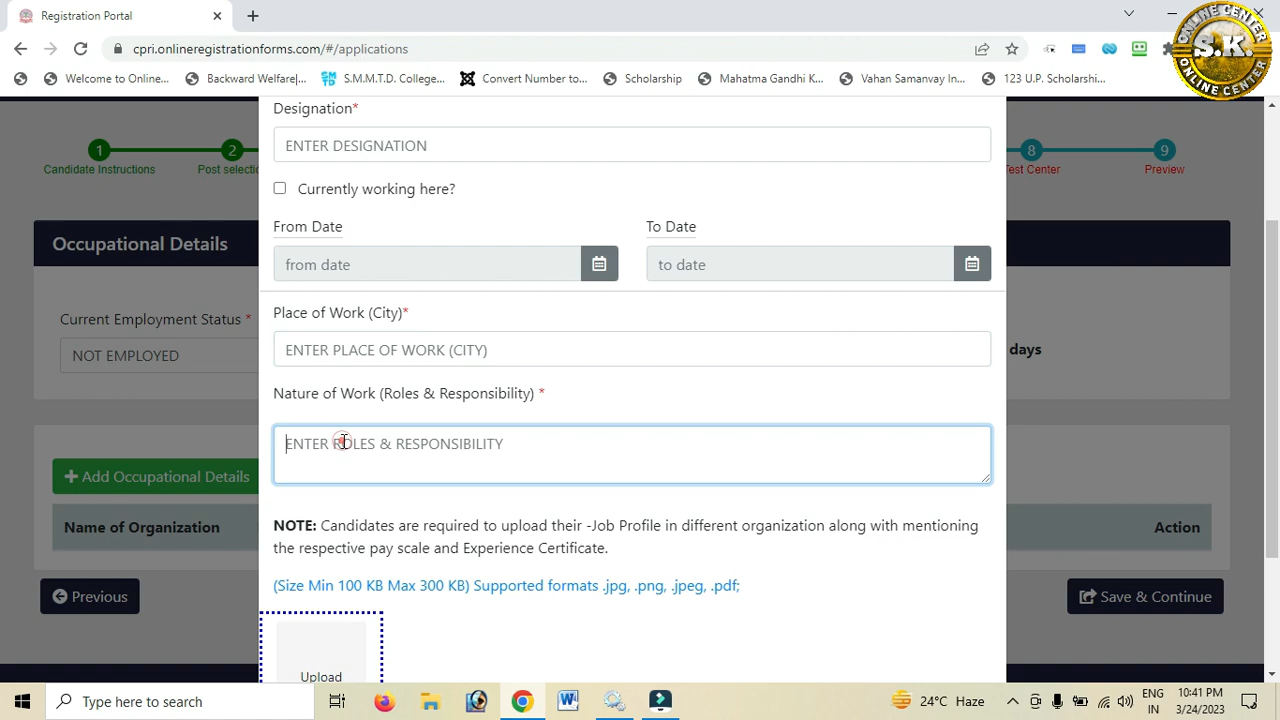 Registration Portal
cpri.onlineregistrationforms.com/#/applications
Welcome to Online... Backward Welfare|... S.M.M.T.D. College... Convert Number to... Scholarship Mahatma Gandhi K... Vahan Samanvay In... 123 U.P. Scholarshi...
ONLINE CENTER
S.K.
ONLINE CENTER
1 2 8 9
Candidate Instructions Post selectio Test Center Preview
Designation*
ENTER DESIGNATION
Currently working here?
From Date To Date
from date to date
Occupational Details
Current Employment Status *
NOT EMPLOYED
days
Place of Work (City)*
ENTER PLACE OF WORK (CITY)
Nature of Work (Roles & Responsibility) *
ENTER ROLES & RESPONSIBILITY
Add Occupational Details
Name of Organization Action
NOTE: Candidates are required to upload their -Job Profile in different organization along with mentioning
the respective pay scale and Experience Certificate.
(Size Min 100 KB Max 300 KB) Supported formats .jpg, .png, .jpeg, .pdf;
Previous Save & Continue
Upload
Type here to search
24°C Haze
ENG
IN
10:41 PM
3/24/2023